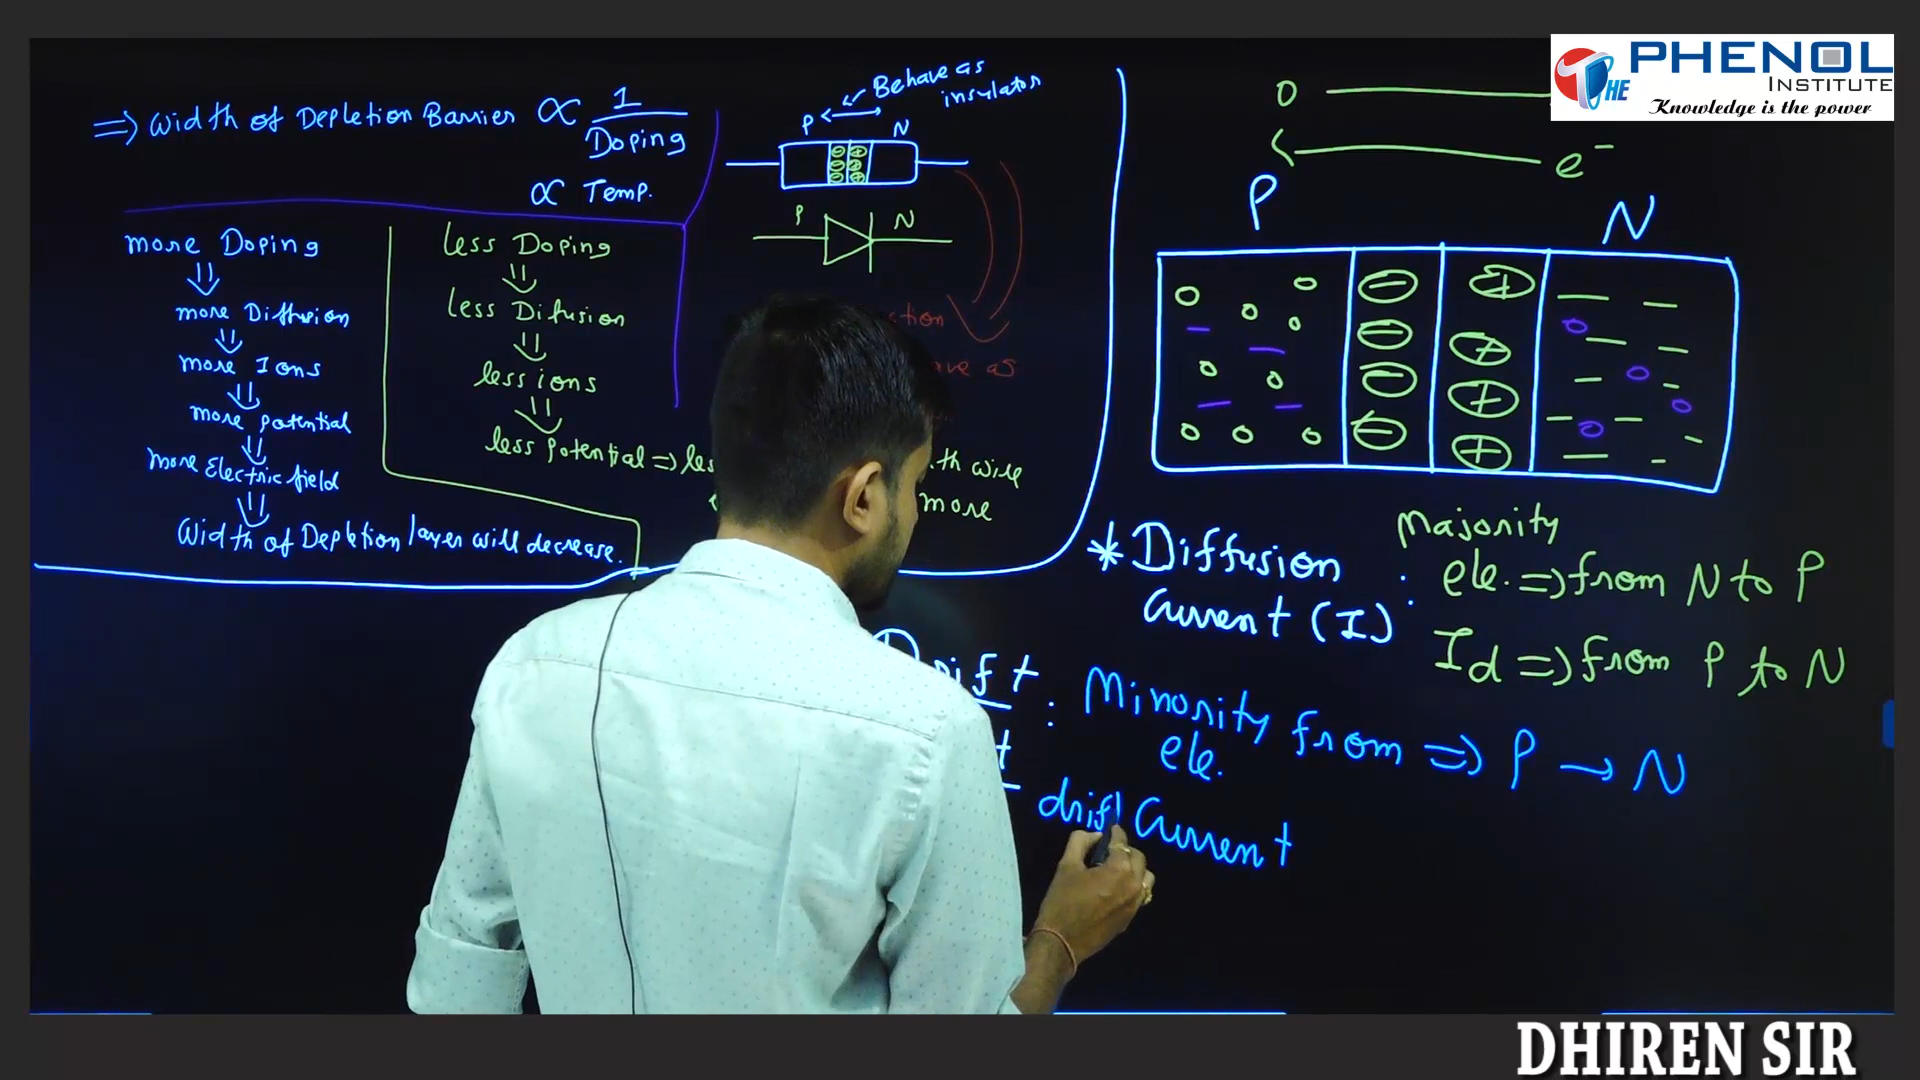 THE PHENOL
INSTITUTE
Knowledge is the power
⇒ Width of Depletion Barrier ∝ 1
Doping
∝ Temp.
more Doping
⇓
more Diffusion
⇓
more Ions
⇓
more potential
⇓
More Electric field
⇓
Width of Depletion layer will decrease.
less Doping
⇓
less Difusion
⇓
less ions
⇓
less Potential ⇒ les
will
more
Behave as
insulator
P N
P N
as
O
e⁻
P N
* Diffusion
Current (I) :
Majority
ele. ⇒ from N to P
Id ⇒ from P to N
Drift : Minority from ⇒ P → N
ele.
drift Current
DHIREN SIR